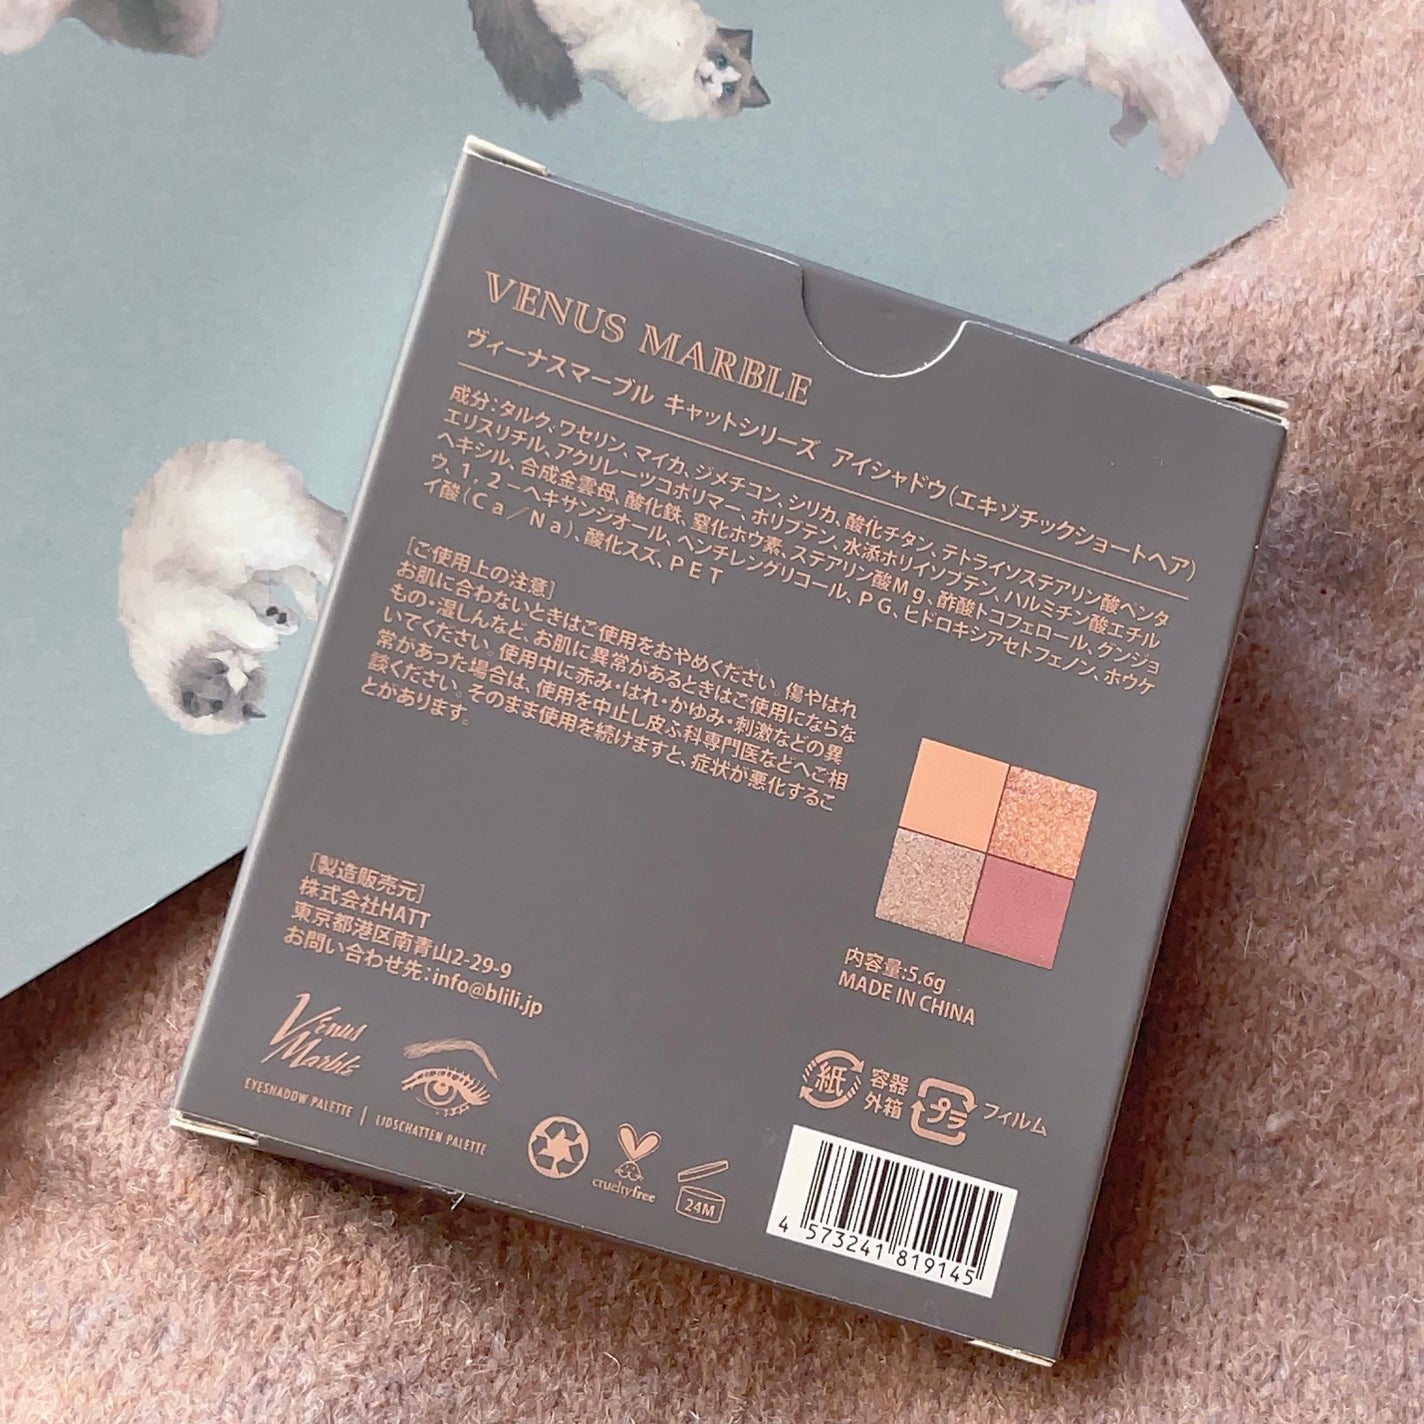 VENUS MARBLE
ヴィーナスマーブル キャットシリーズ アイシャドウ(エキゾチックショートヘア)
成分:タルク、ワセリン、マイカ、ジメチコン、シリカ、酸化チタン、テトライソステアリン酸ペンタ
エリスリチル、アクリレーツコポリマー、ポリブテン、水添ポリイソブテン、パルミチン酸エチル
ヘキシル、合成金雲母、酸化鉄、窒化ホウ素、ステアリン酸Mg、酢酸トコフェロール、グンジョ
ウ、1,2-ヘキサンジオール、ヘンチレングリコール、PG、ヒドロキシアセトフェノン、ホウケ
イ酸(Ca/Na)、酸化スズ、PET
[ご使用上の注意]
お肌に合わないときはご使用をおやめください。傷やはれ
もの・湿しんなど、お肌に異常があるときはご使用にならな
いでください。使用中に赤み・はれ・かゆみ・刺激などの異
常かあった場合は、使用を中止し皮ふ科専門医などへご相
談ください。そのまま使用を続けますと、症状が悪化するこ
とがあります。
[製造販売元]
株式会社HATT
東京都港区南青山2-29-9
お問い合わせ先:info@blili.jp
内容量:5.6g
MADE IN CHINA
Venus
Marble
EYESHADOW PALETTE | LIDSCHATTEN PALETTE
crueltyfree
24M
紙
容器
外箱
プラ
フィルム
4 573241 819145